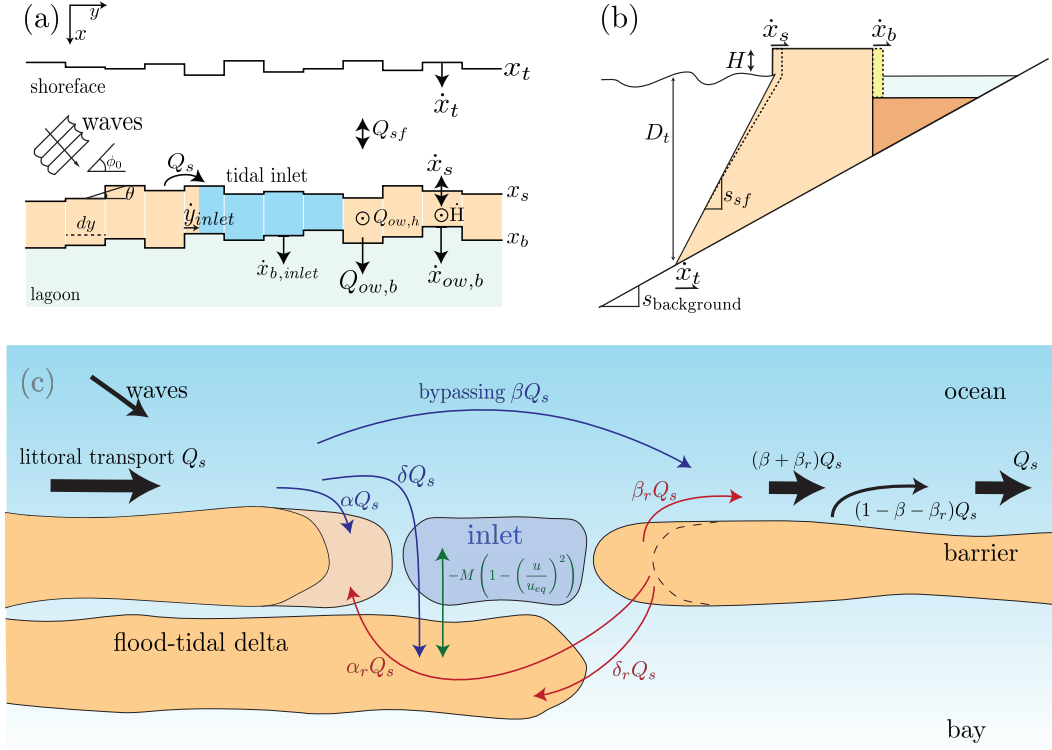 (a)
y
x
x_t
shoreface
ẋ_t
waves
Q_sf
ϕ_0
Q_s
tidal inlet
ẋ_s
θ
x_s
dy
ẏ_inlet
Q_ow,h
Ḣ
x_b
ẋ_b,inlet
Q_ow,b
ẋ_ow,b
lagoon
(b)
ẋ_s
ẋ_b
H
D_t
s_sf
ẋ_t
s_background
(c)
waves
bypassing βQ_s
ocean
littoral transport Q_s
δQ_s
(β + β_r)Q_s
Q_s
αQ_s
β_rQ_s
(1 − β − β_r)Q_s
inlet
barrier
−M(1 − (u/u_eq)^2)
flood-tidal delta
α_rQ_s
δ_rQ_s
bay